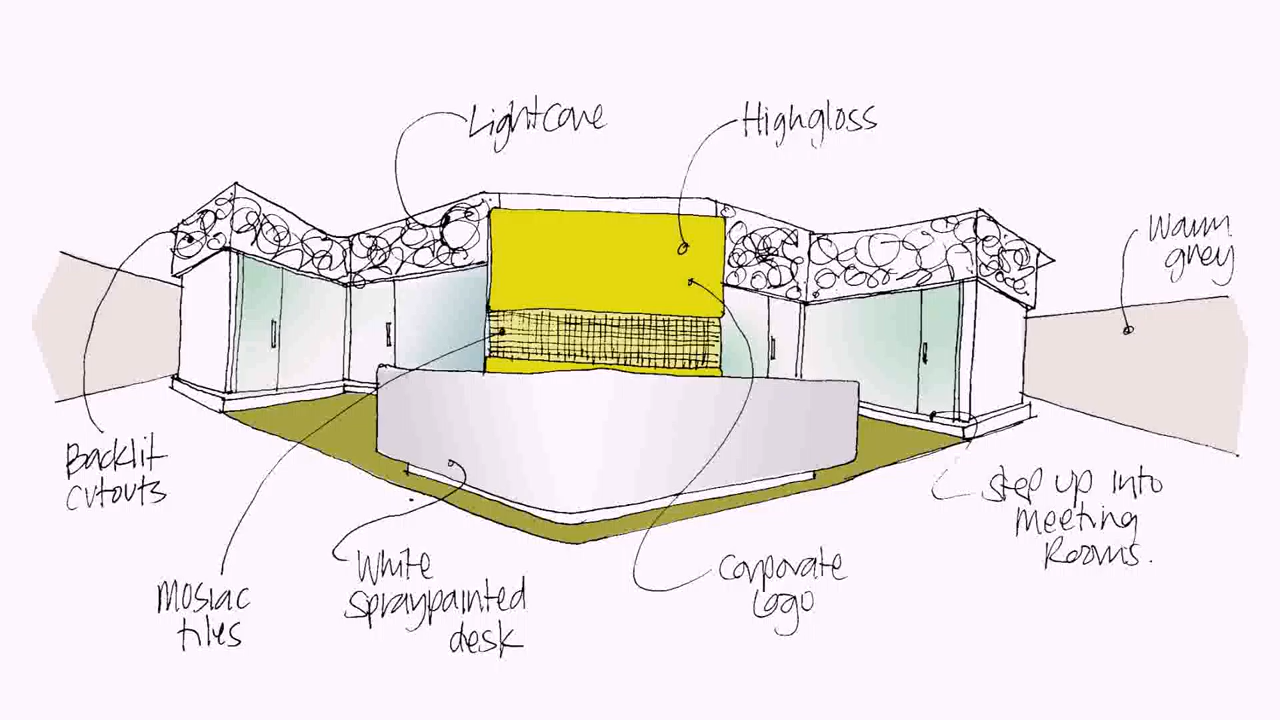 Lightcove
Highgloss
Warm
grey
Backlit
cutouts
Step up into
Meeting
Rooms.
White
spraypainted
desk
Corporate
Logo
Mosiac
tiles